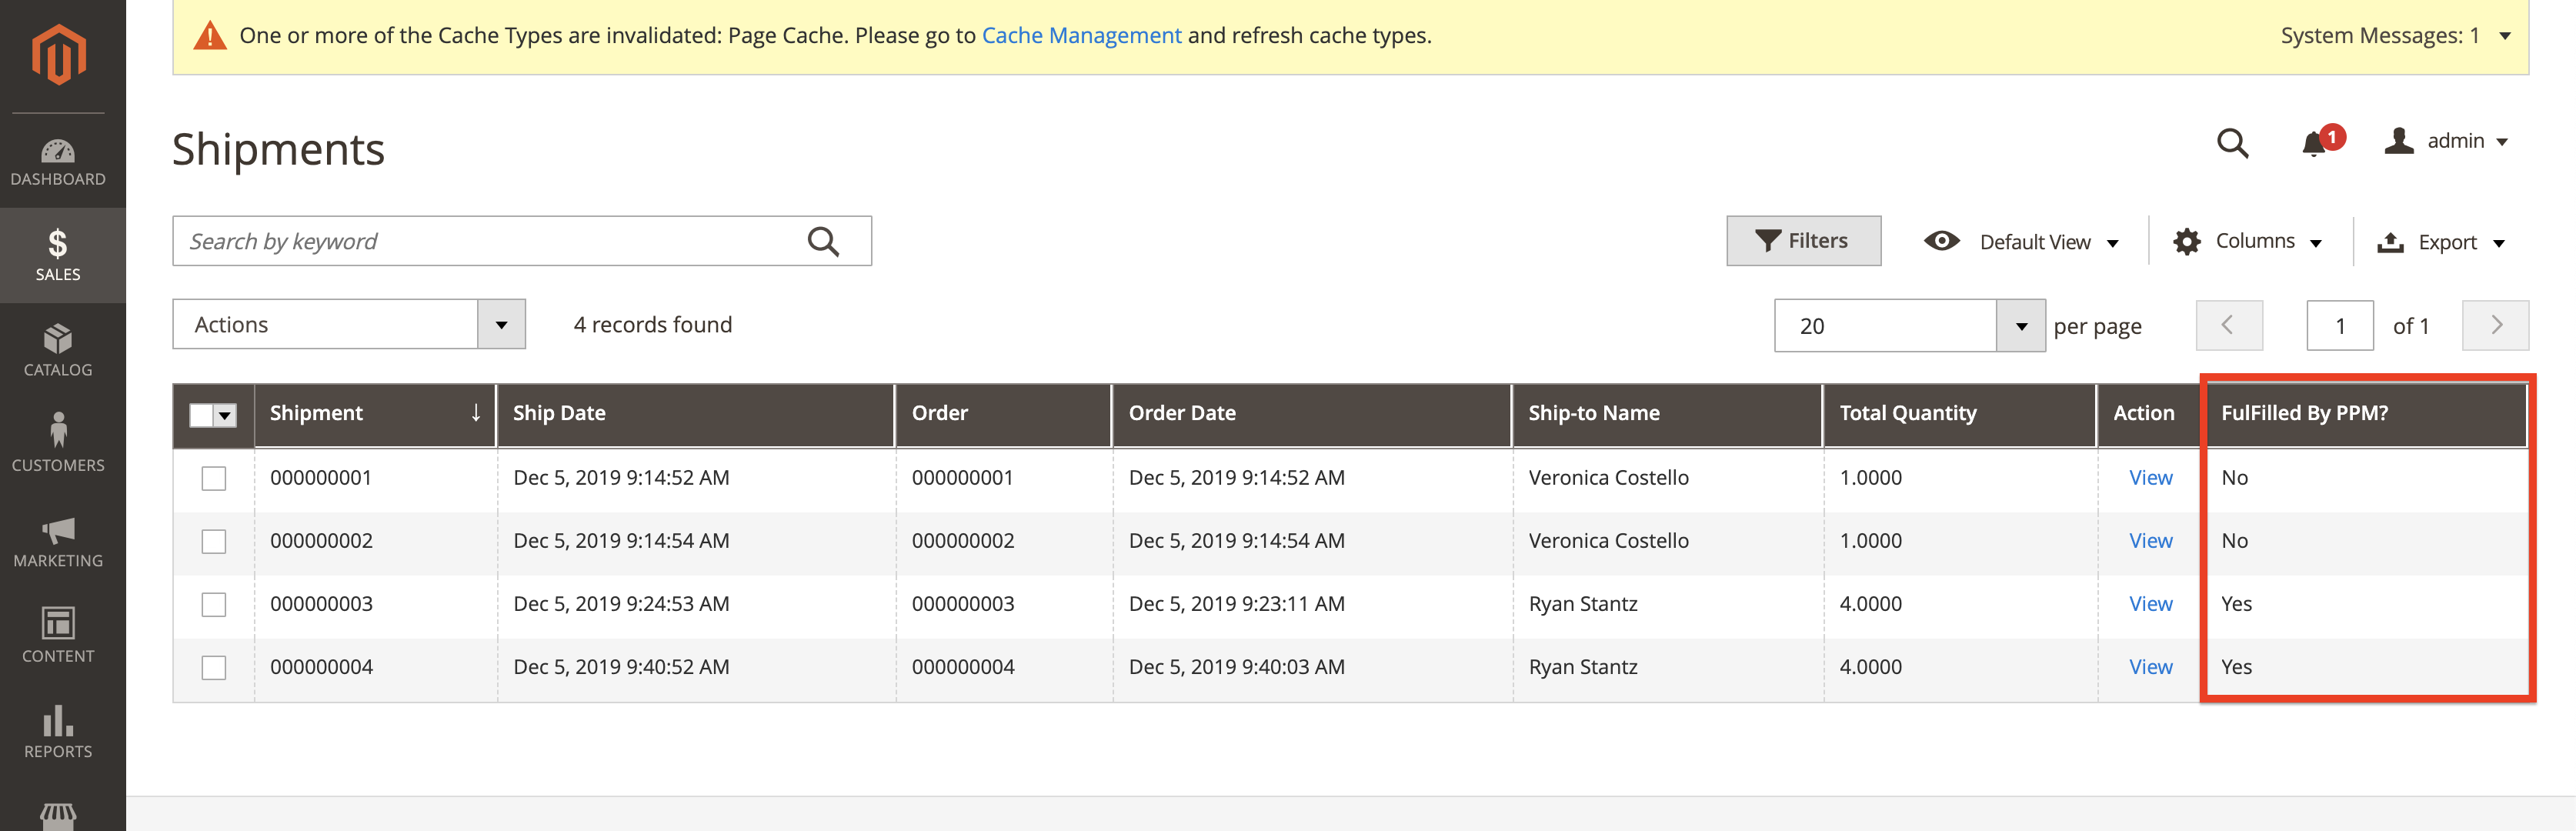 One or more of the Cache Types are invalidated: Page Cache. Please go to Cache Management and refresh cache types.
System Messages: 1
Shipments
1
admin
Search by keyword
Filters
Default View
Columns
Export
Actions
4 records found
20
per page
1
of 1
Shipment ↓ Ship Date Order Order Date Ship-to Name Total Quantity Action FulFilled By PPM?
000000001 Dec 5, 2019 9:14:52 AM 000000001 Dec 5, 2019 9:14:52 AM Veronica Costello 1.0000 View No
000000002 Dec 5, 2019 9:14:54 AM 000000002 Dec 5, 2019 9:14:54 AM Veronica Costello 1.0000 View No
000000003 Dec 5, 2019 9:24:53 AM 000000003 Dec 5, 2019 9:23:11 AM Ryan Stantz 4.0000 View Yes
000000004 Dec 5, 2019 9:40:52 AM 000000004 Dec 5, 2019 9:40:03 AM Ryan Stantz 4.0000 View Yes
DASHBOARD
$
SALES
CATALOG
CUSTOMERS
MARKETING
CONTENT
REPORTS